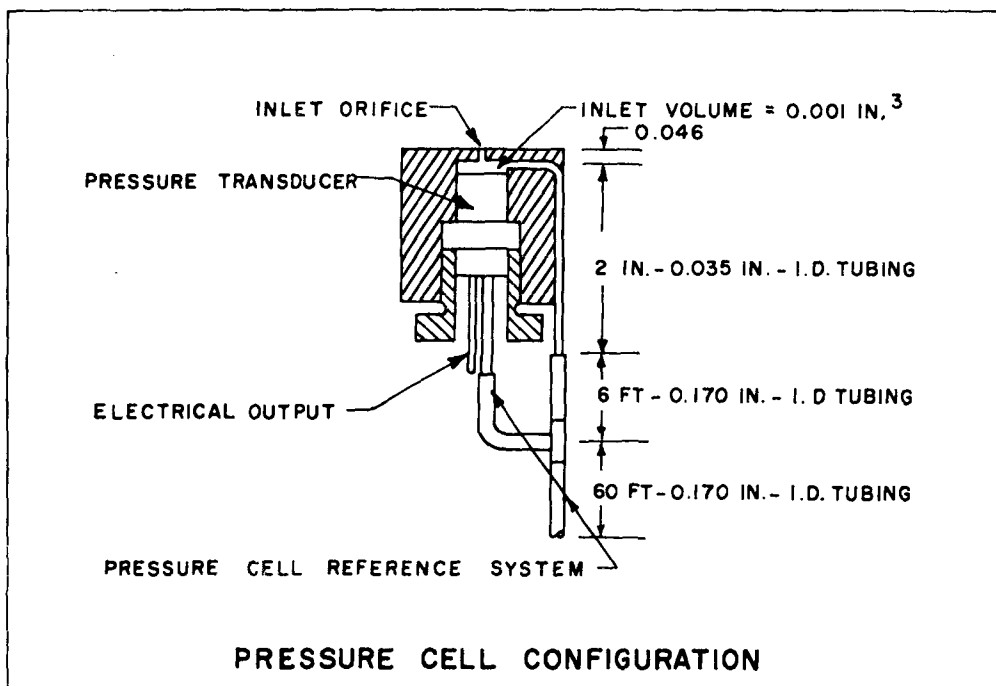 INLET ORIFICE
INLET VOLUME = 0.001 IN.3
0.046
PRESSURE TRANSDUCER
2 IN.-0.035 IN.-I.D. TUBING
ELECTRICAL OUTPUT
6 FT-0.170 IN.-I.D TUBING
60 FT-0.170 IN.-I.D. TUBING
PRESSURE CELL REFERENCE SYSTEM
PRESSURE CELL CONFIGURATION